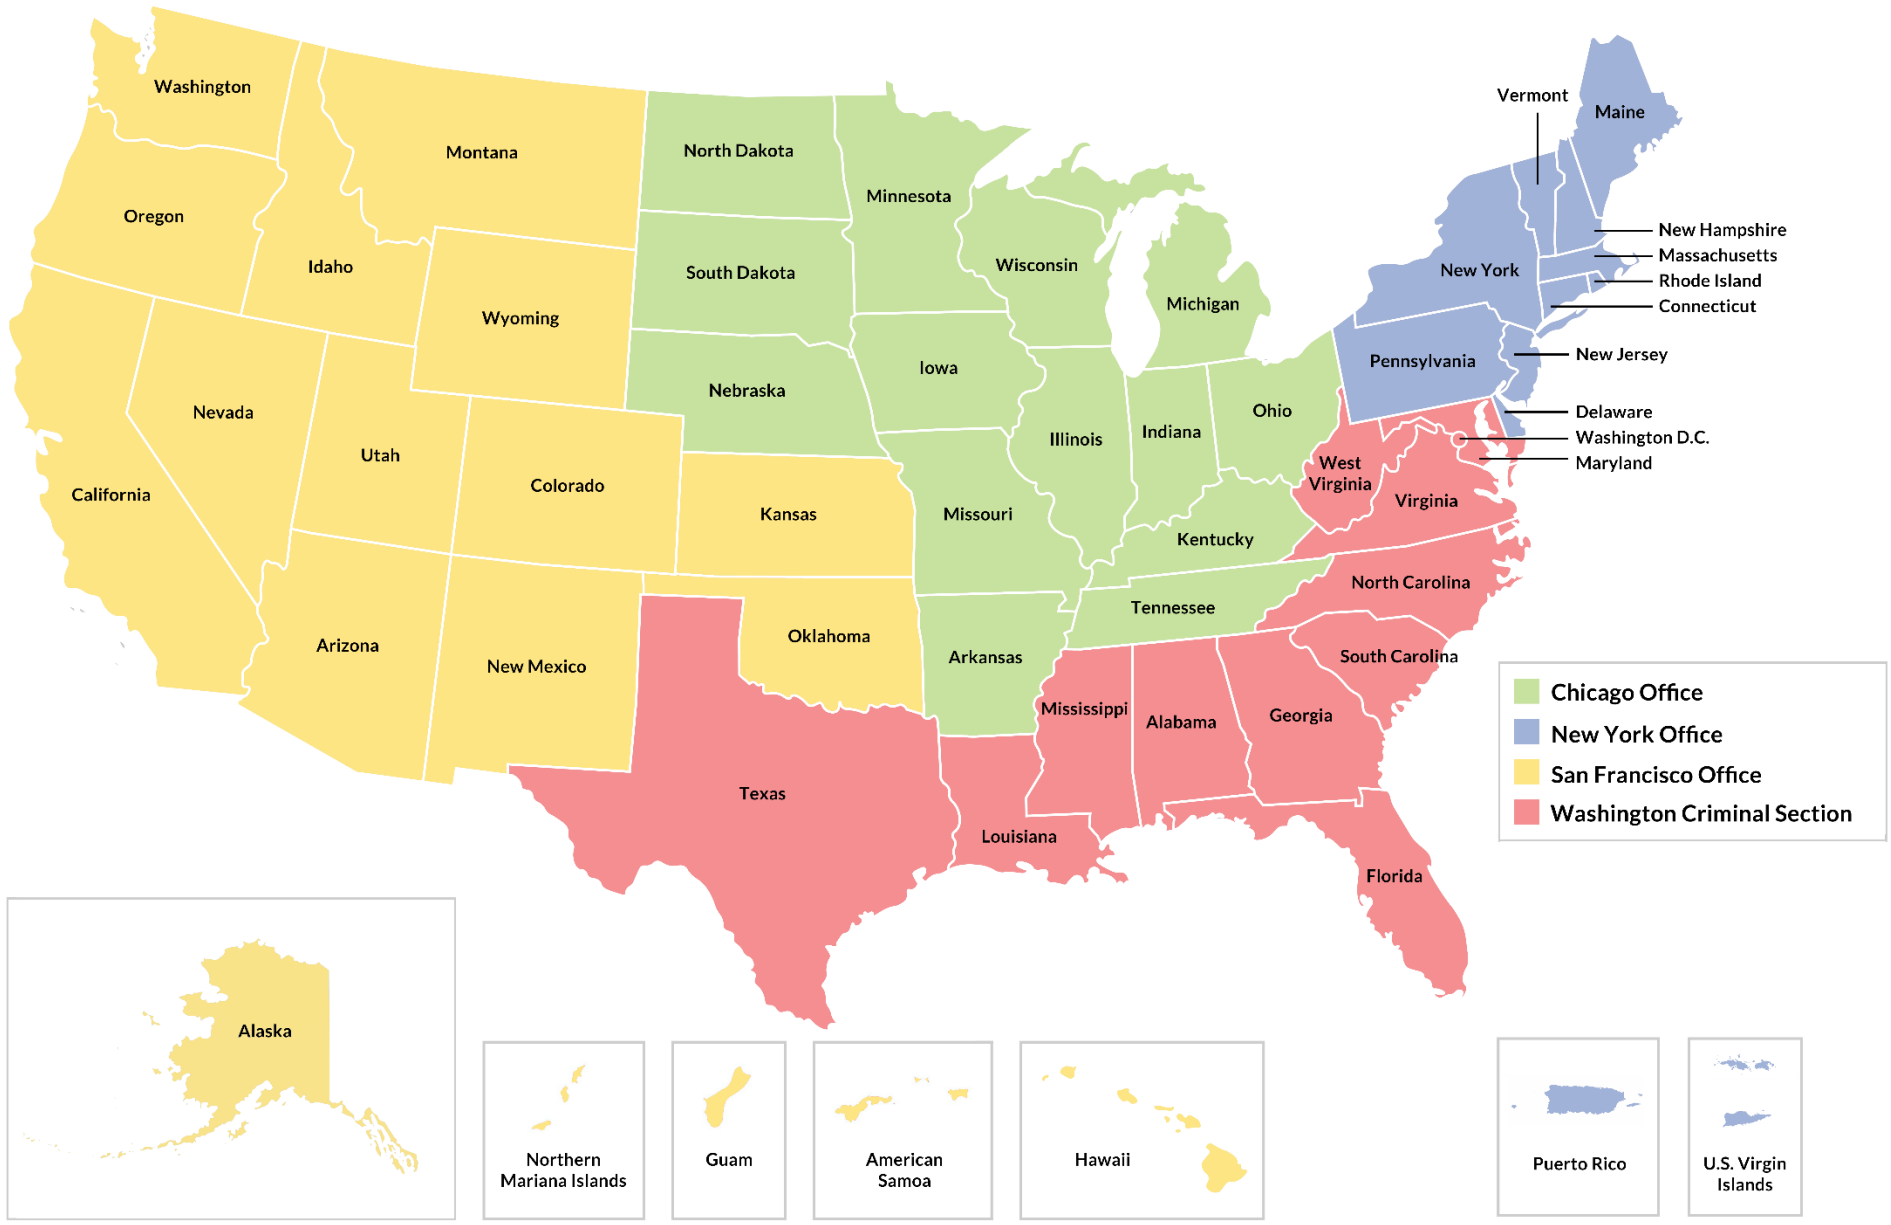 Washington
Montana
North Dakota
Minnesota
Vermont
Maine
Oregon
Idaho
Wyoming
South Dakota
Wisconsin
Michigan
New York
New Hampshire
Massachusetts
Rhode Island
Connecticut
Pennsylvania
New Jersey
Nebraska
Iowa
Nevada
Utah
Colorado
California
Kansas
Missouri
Illinois
Indiana
Ohio
Delaware
Washington D.C.
Maryland
West
Virginia
Virginia
Kentucky
North Carolina
Tennessee
Arizona
New Mexico
Oklahoma
Arkansas
South Carolina
Mississippi
Alabama
Georgia
Texas
Louisiana
Florida
Chicago Office
New York Office
San Francisco Office
Washington Criminal Section
Alaska
Northern
Mariana Islands
Guam
American
Samoa
Hawaii
Puerto Rico
U.S. Virgin
Islands